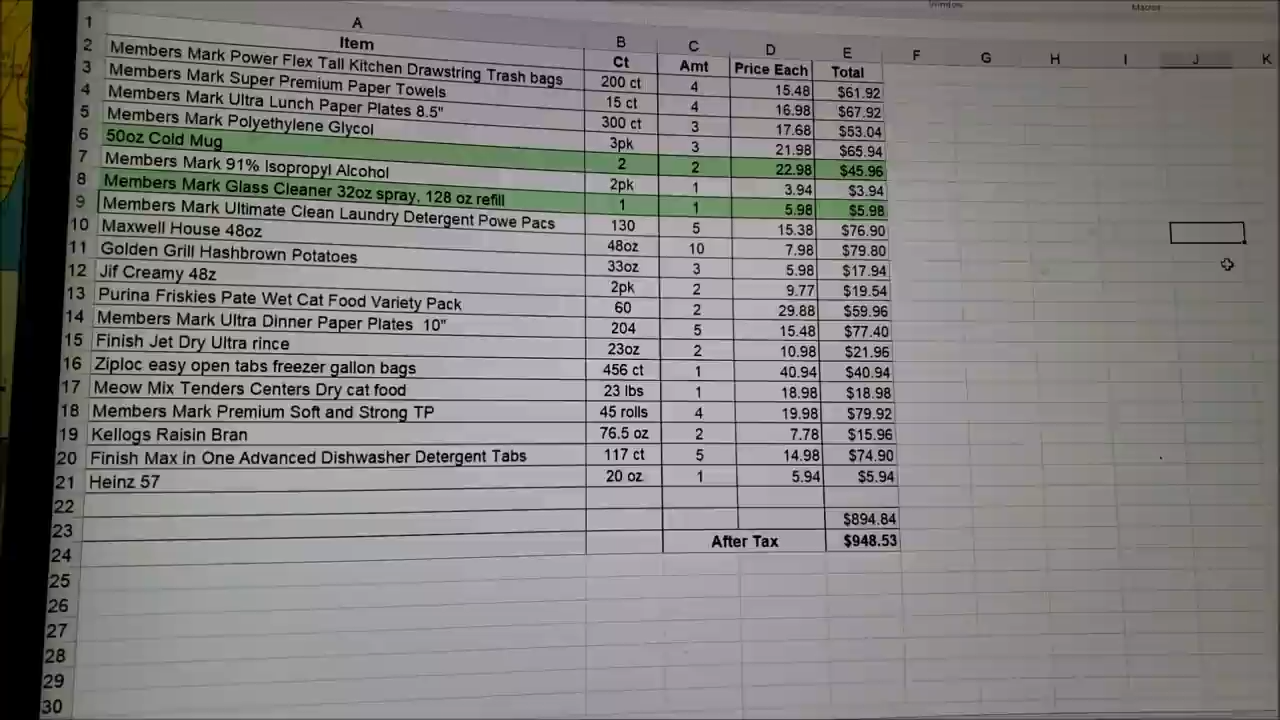 Window Macros
A B C D E F G H I J K
1 Item Ct Amt Price Each Total
2 Members Mark Power Flex Tall Kitchen Drawstring Trash bags 200 ct 4 15.48 $61.92
3 Members Mark Super Premium Paper Towels 15 ct 4 16.98 $67.92
4 Members Mark Ultra Lunch Paper Plates 8.5" 300 ct 3 17.68 $53.04
5 Members Mark Polyethylene Glycol 3pk 3 21.98 $65.94
6 50oz Cold Mug 2 2 22.98 $45.96
7 Members Mark 91% Isopropyl Alcohol 2pk 1 3.94 $3.94
8 Members Mark Glass Cleaner 32oz spray, 128 oz refill 1 1 5.98 $5.98
9 Members Mark Ultimate Clean Laundry Detergent Powe Pacs 130 5 15.38 $76.90
10 Maxwell House 48oz 48oz 10 7.98 $79.80
11 Golden Grill Hashbrown Potatoes 33oz 3 5.98 $17.94
12 Jif Creamy 48z 2pk 2 9.77 $19.54
13 Purina Friskies Pate Wet Cat Food Variety Pack 60 2 29.88 $59.96
14 Members Mark Ultra Dinner Paper Plates 10" 204 5 15.48 $77.40
15 Finish Jet Dry Ultra rince 23oz 2 10.98 $21.96
16 Ziploc easy open tabs freezer gallon bags 456 ct 1 40.94 $40.94
17 Meow Mix Tenders Centers Dry cat food 23 lbs 1 18.98 $18.98
18 Members Mark Premium Soft and Strong TP 45 rolls 4 19.98 $79.92
19 Kellogs Raisin Bran 76.5 oz 2 7.78 $15.96
20 Finish Max in One Advanced Dishwasher Detergent Tabs 117 ct 5 14.98 $74.90
21 Heinz 57 20 oz 1 5.94 $5.94
22
23 $894.84
24 After Tax $948.53
25
26
27
28
29
30